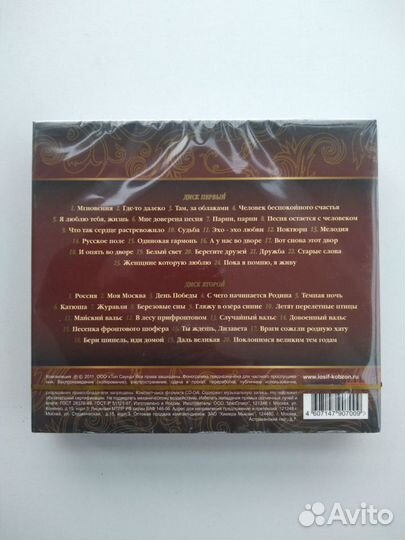 ДИСК ПЕРВЫЙ
1. Мгновения 2. Где-то далеко 3. Там, за облаками 4. Человек беспокойного счастья
5. Я люблю тебя, жизнь 6. Мне доверена песня 7. Парни, парни 8. Песня остается с человеком
9. Что так сердце растревожило 10. Судьба 11. Эхо - эхо любви 12. Ноктюрн 13. Мелодия
14. Русское поле 15. Одинокая гармонь 16. А у нас во дворе 17. Вот снова этот двор
18. И опять во дворе 19. Белый свет 20. Берегите друзей 21. Дружба 22. Старые слова
23. Женщине которую люблю 24. Пока я помню, я живу
ДИСК ВТОРОЙ
1. Россия 2. Моя Москва 3. День Победы 4. С чего начинается Родина 5. Темная ночь
6. Катюша 7. Журавли 8. Березовые сны 9. Гляжу в озера синие 10. Летят перелетные птицы
11. Майский вальс 12. В лесу прифронтовом 13. Случайный вальс 14. Довоенный вальс
15. Песенка фронтового шофера 16. Ты ждешь, Лизавета 17. Враги сожгли родную хату
18. Бери шинель, иди домой 19. Даль великая 20. Поклонимся великим тем годам
www.iosif-kobzon.ru
4 607147 907009
Avito